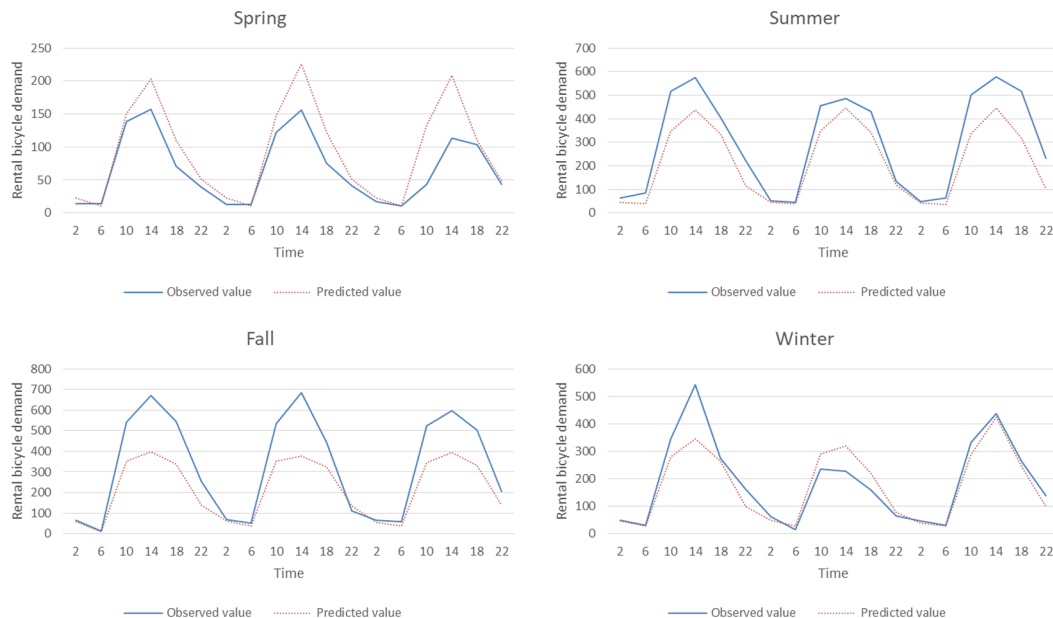 Spring
Rental bicycle demand
250
200
150
100
50
0
2 6 10 14 18 22 2 6 10 14 18 22 2 6 10 14 18 22
Time
Observed value Predicted value
Summer
Rental bicycle demand
700
600
500
400
300
200
100
0
2 6 10 14 18 22 2 6 10 14 18 22 2 6 10 14 18 22
Time
Observed value Predicted value
Fall
Rental bicycle demand
800
700
600
500
400
300
200
100
0
2 6 10 14 18 22 2 6 10 14 18 22 2 6 10 14 18 22
Time
Observed value Predicted value
Winter
Rental bicycle demand
600
500
400
300
200
100
0
2 6 10 14 18 22 2 6 10 14 18 22 2 6 10 14 18 22
Time
Observed value Predicted value